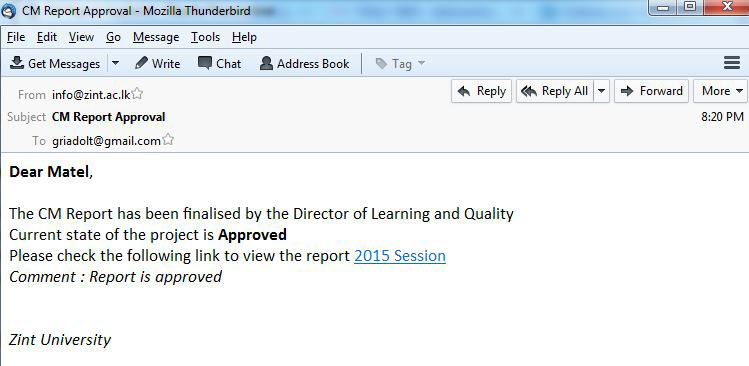 CM Report Approval - Mozilla Thunderbird
File Edit View Go Message Tools Help
Get Messages Write Chat Address Book Tag
From info@zint.ac.lk Reply Reply All Forward More
Subject CM Report Approval 8:20 PM
To griadolt@gmail.com
Dear Matel,
The CM Report has been finalised by the Director of Learning and Quality
Current state of the project is Approved
Please check the following link to view the report 2015 Session
Comment : Report is approved
Zint University